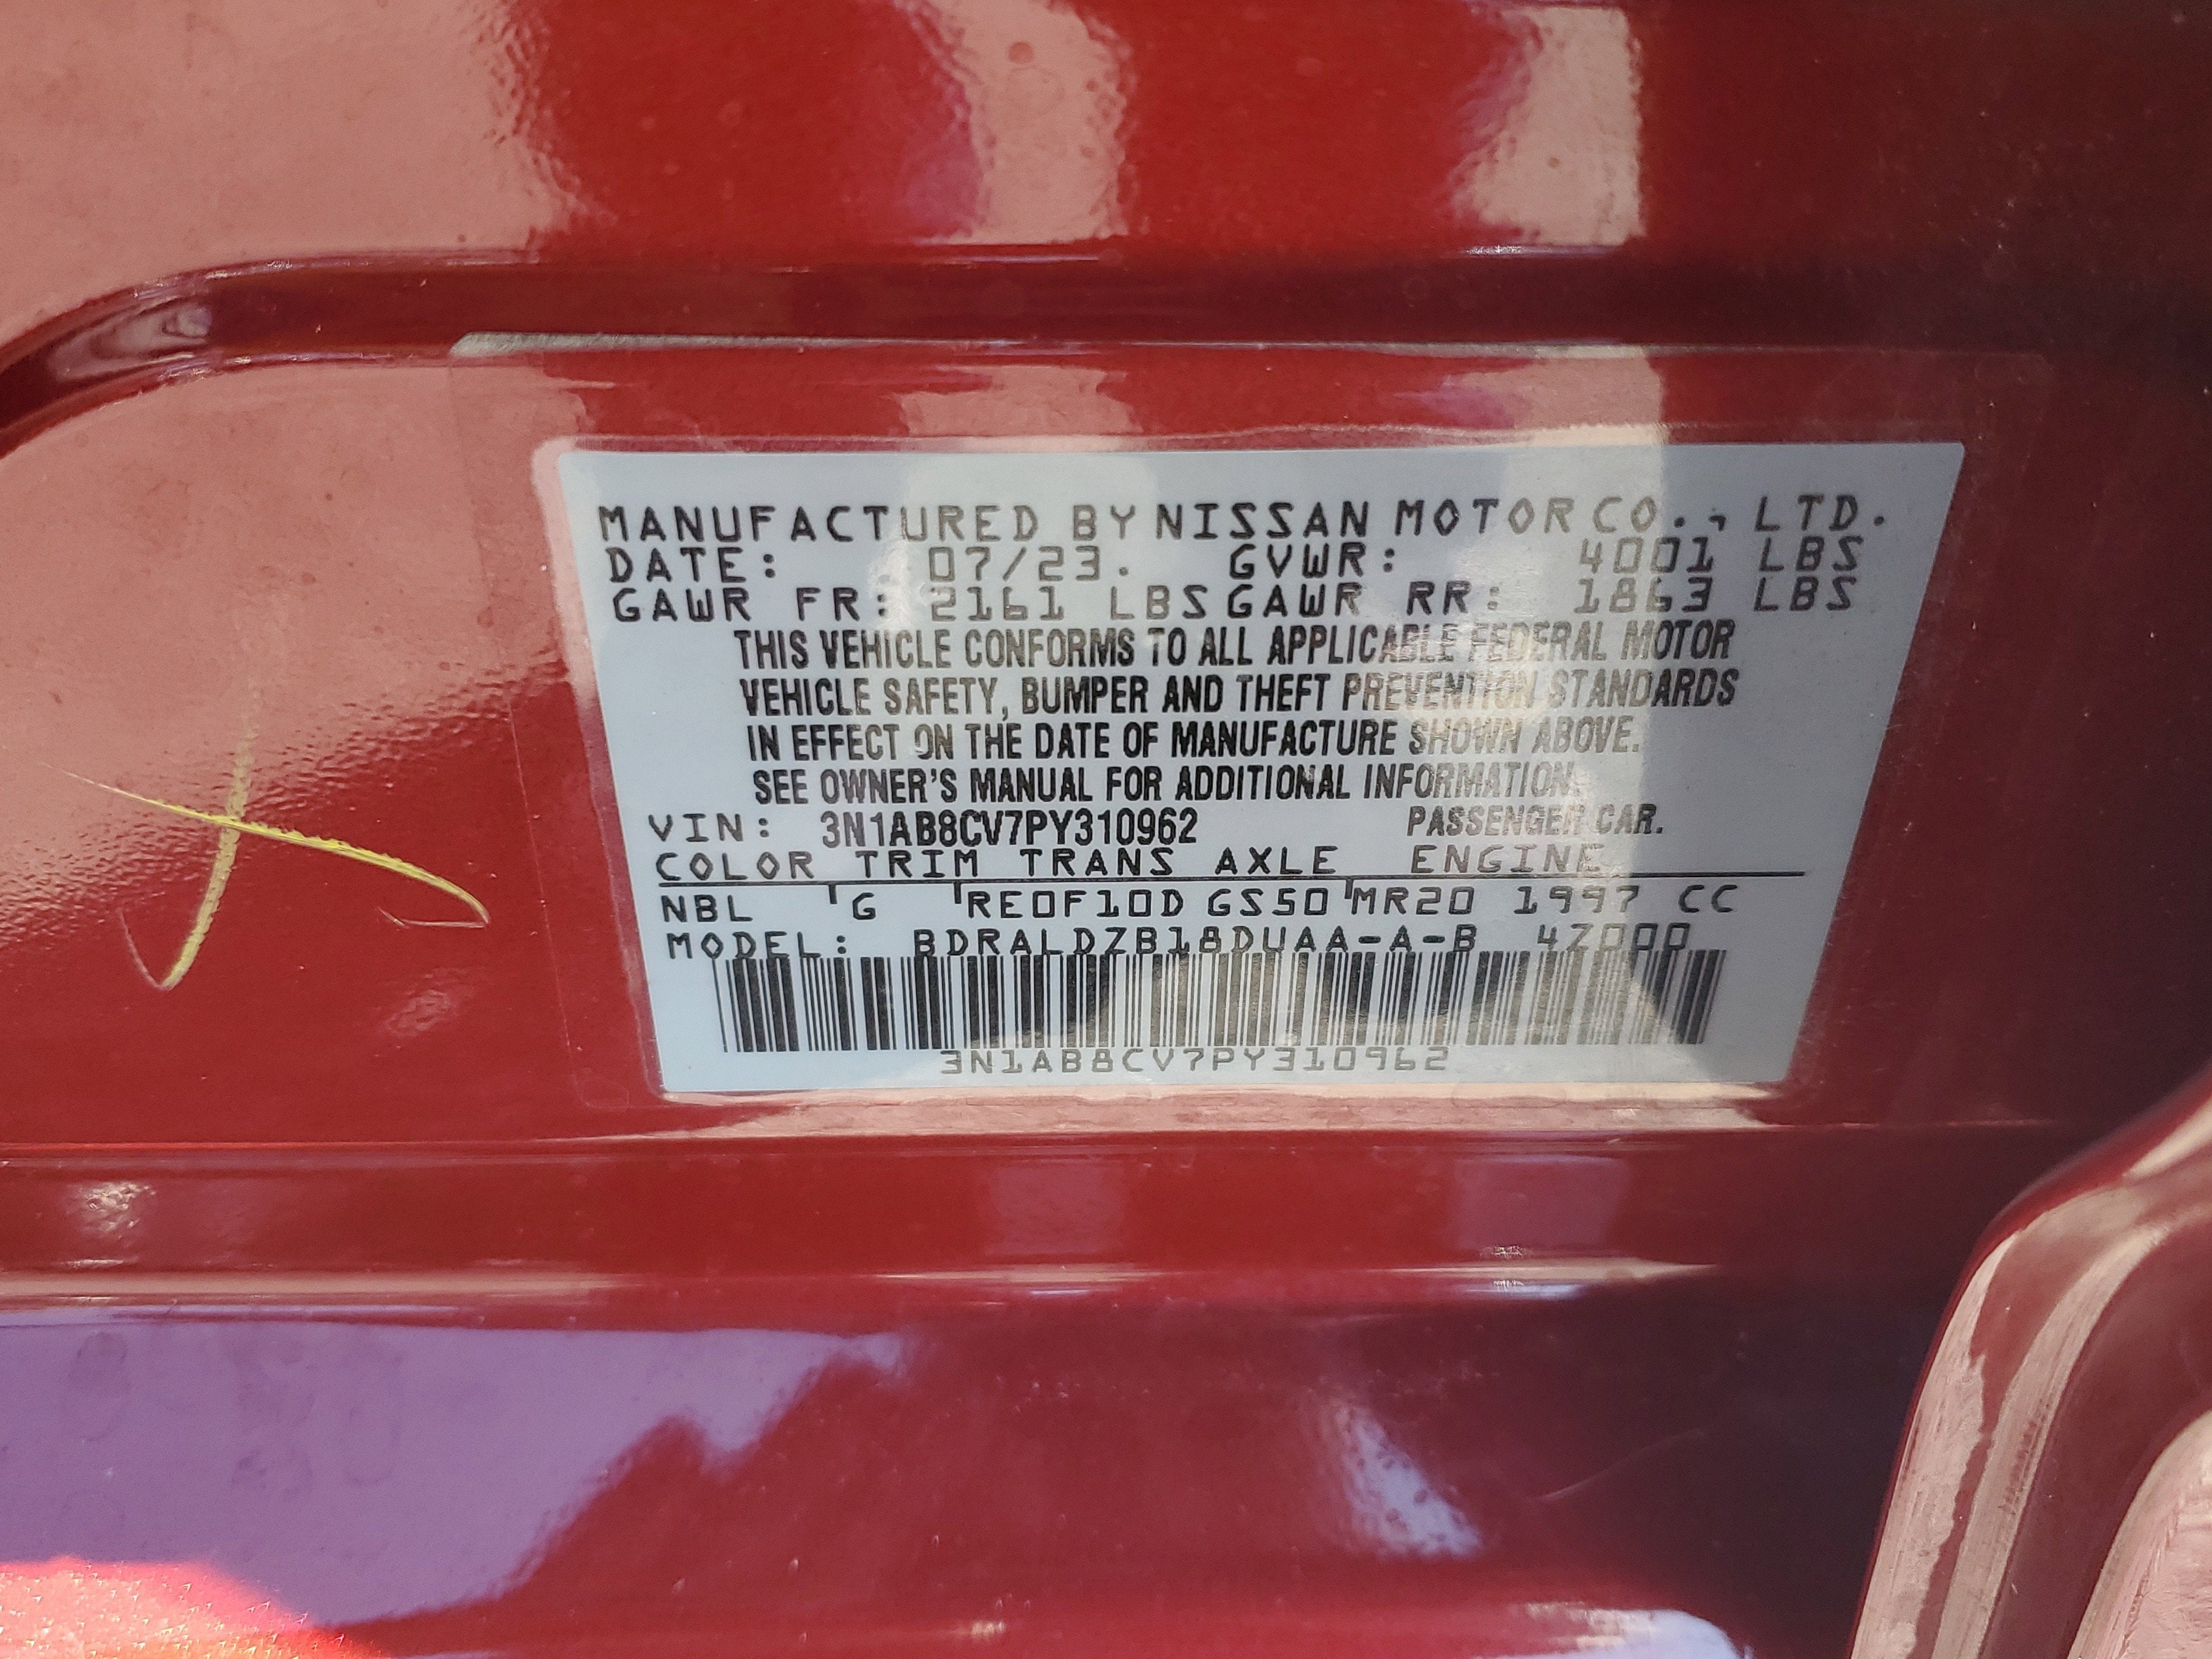 MANUFACTURED BY NISSAN MOTOR CO., LTD.
DATE: 07/23. GVWR: 4001 LBS
GAWR FR: 2161 LBS GAWR RR: 1863 LBS
THIS VEHICLE CONFORMS TO ALL APPLICABLE FEDERAL MOTOR
VEHICLE SAFETY, BUMPER AND THEFT PREVENTION STANDARDS
IN EFFECT ON THE DATE OF MANUFACTURE SHOWN ABOVE.
SEE OWNER'S MANUAL FOR ADDITIONAL INFORMATION.
VIN: 3N1AB8CV7PY310962 PASSENGER CAR.
COLOR TRIM TRANS AXLE ENGINE
NBL G RE0F10D GS50 MR20 1997 CC
MODEL: BDRALDZB18DUAA-A-B 4Z000
3N1AB8CV7PY310962